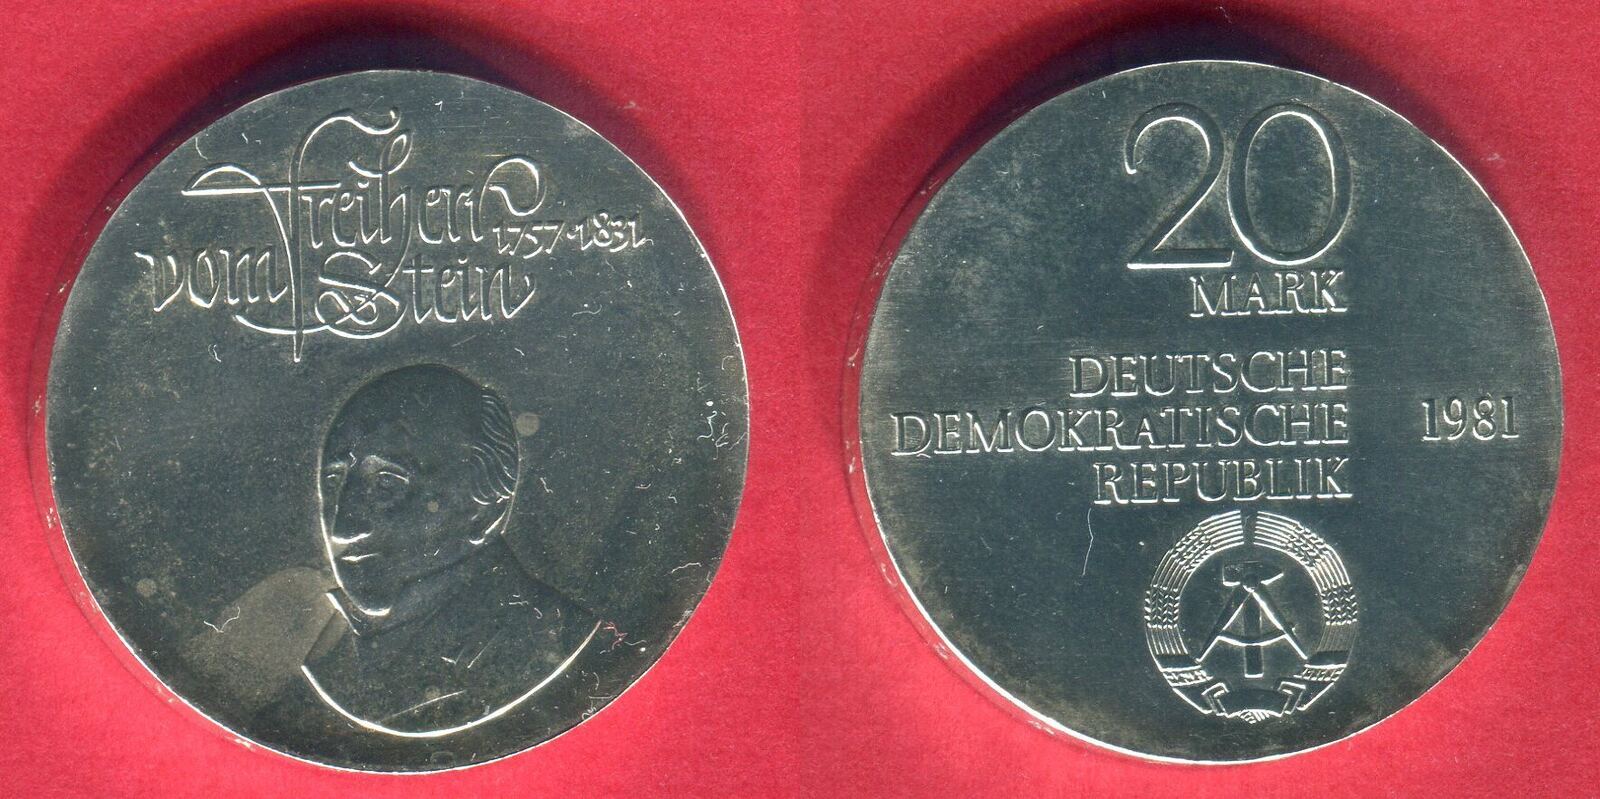 Freiherr
vom Stein
1757·1831
20
MARK
DEUTSCHE
DEMOKRATISCHE
REPUBLIK
1981